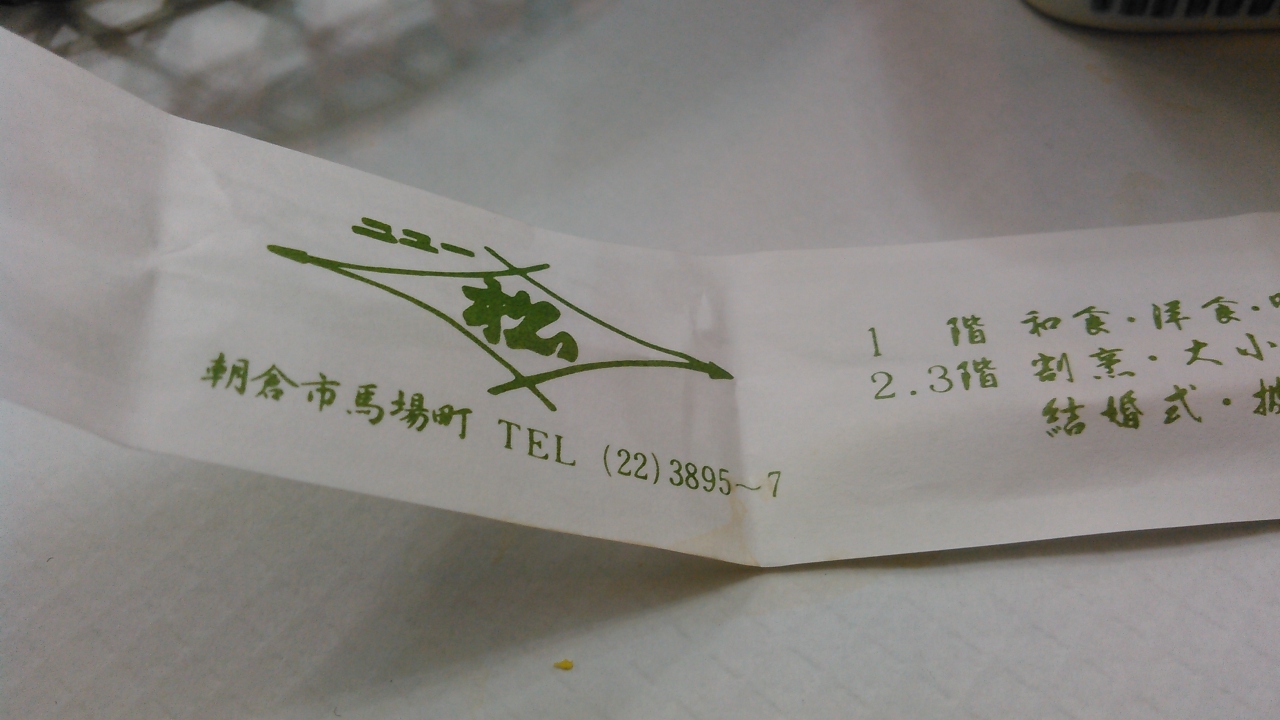 ニュー
松
朝倉市馬場町 TEL (22)3895～7
1 階 和食・洋食・
2.3階 割烹・大小
結婚式・披